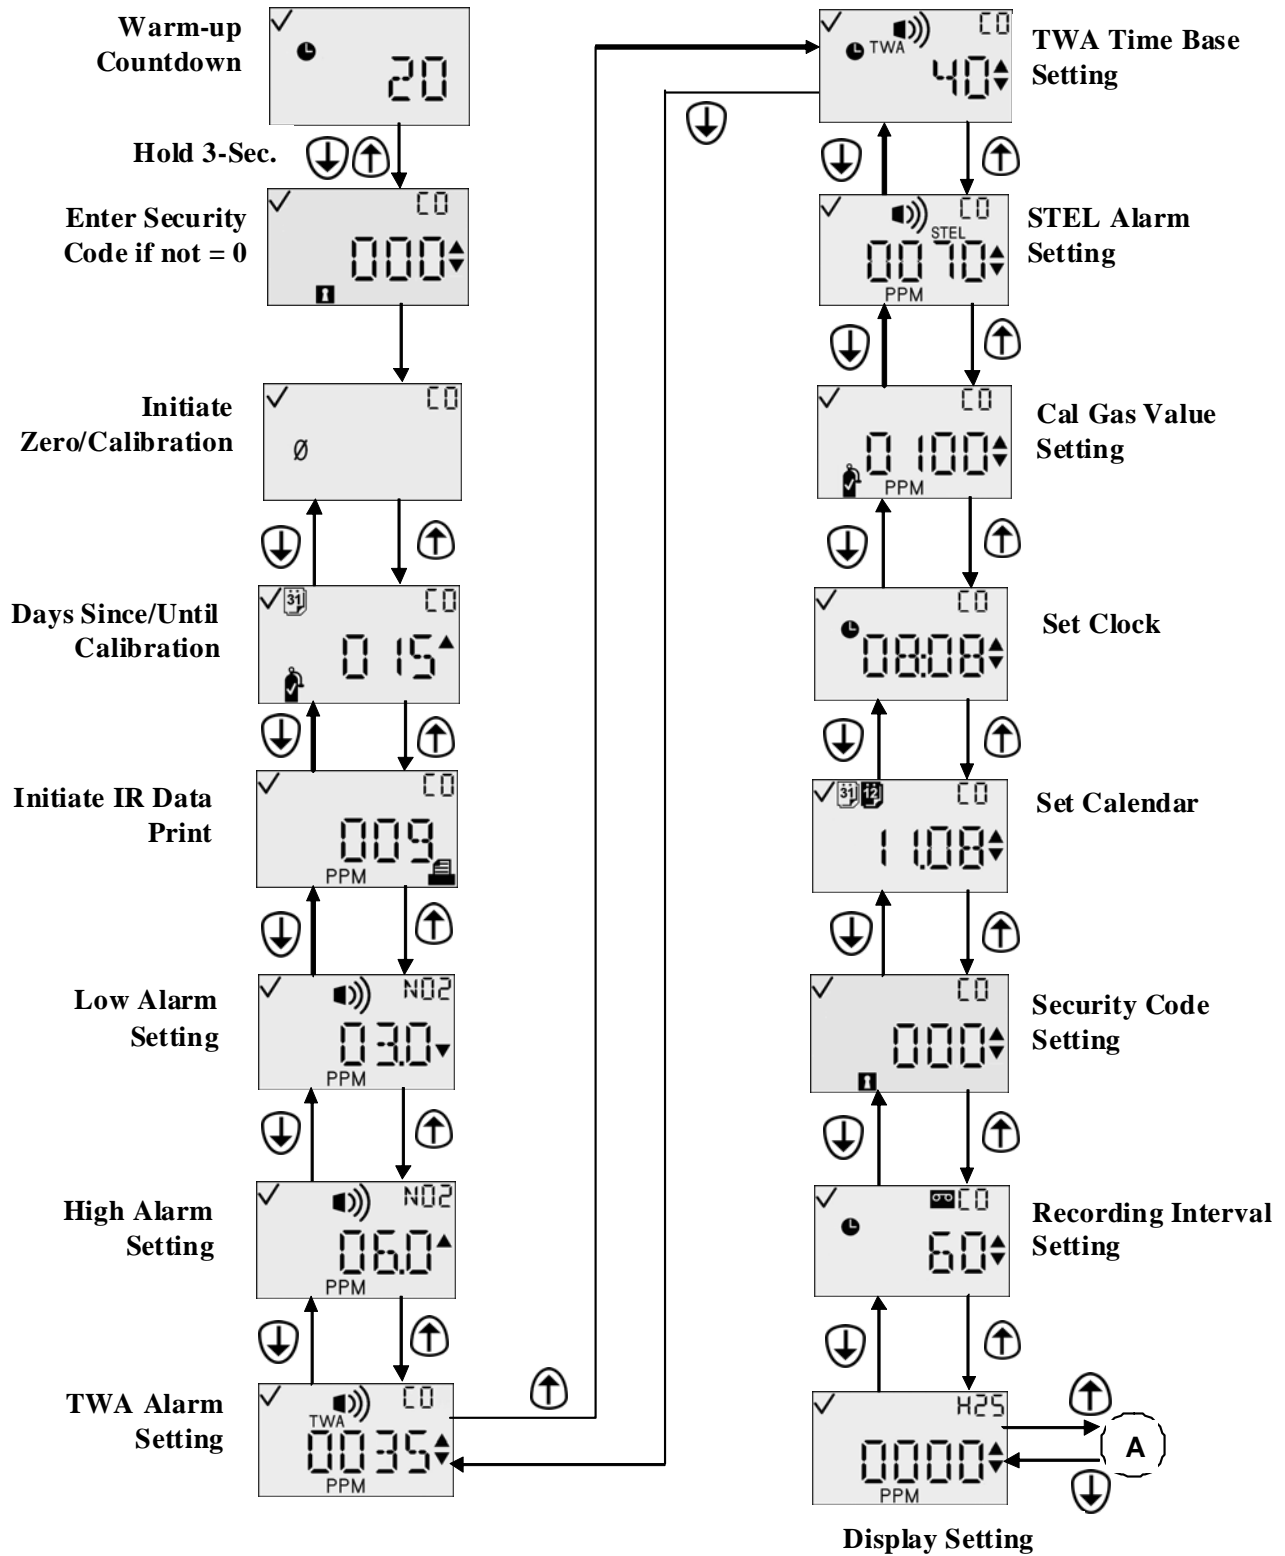 Warm-up
Countdown
20
Hold 3-Sec.
Enter Security
Code if not = 0
CO
000
Initiate
Zero/Calibration
CO
Ø
Days Since/Until
Calibration
31
CO
015
Initiate IR Data
Print
CO
009
PPM
Low Alarm
Setting
NO2
03.0
PPM
High Alarm
Setting
NO2
06.0
PPM
TWA Alarm
Setting
CO
TWA
0035
PPM
CO
TWA
40
TWA Time Base
Setting
CO
STEL
0070
PPM
STEL Alarm
Setting
CO
0100
PPM
Cal Gas Value
Setting
CO
08:08
Set Clock
31 12 CO
11.08
Set Calendar
CO
000
Security Code
Setting
CO
60
Recording Interval
Setting
H2S
0000
PPM
A
Display Setting